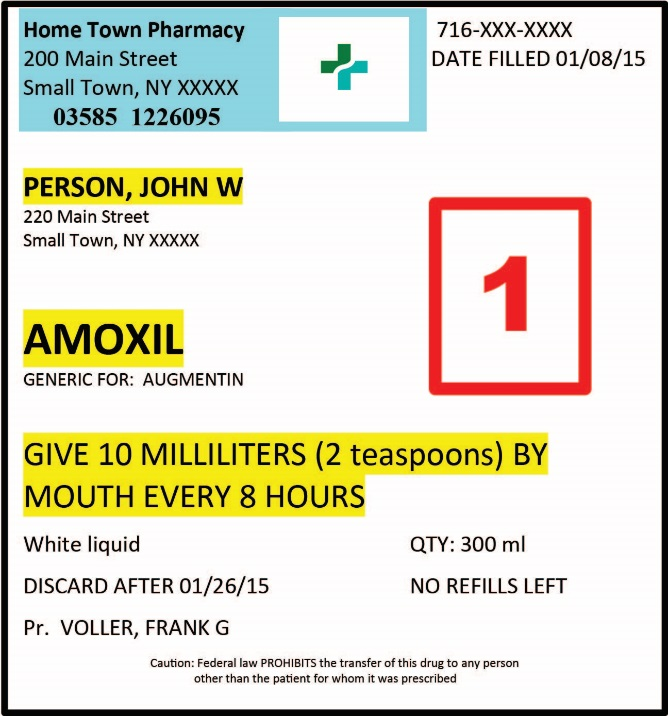 Home Town Pharmacy
200 Main Street
Small Town, NY XXXXX
03585 1226095
716-XXX-XXXX
DATE FILLED 01/08/15
PERSON, JOHN W
220 Main Street
Small Town, NY XXXXX
1
AMOXIL
GENERIC FOR: AUGMENTIN
GIVE 10 MILLILITERS (2 teaspoons) BY
MOUTH EVERY 8 HOURS
White liquid
QTY: 300 ml
DISCARD AFTER 01/26/15
NO REFILLS LEFT
Pr. VOLLER, FRANK G
Caution: Federal law PROHIBITS the transfer of this drug to any person
other than the patient for whom it was prescribed